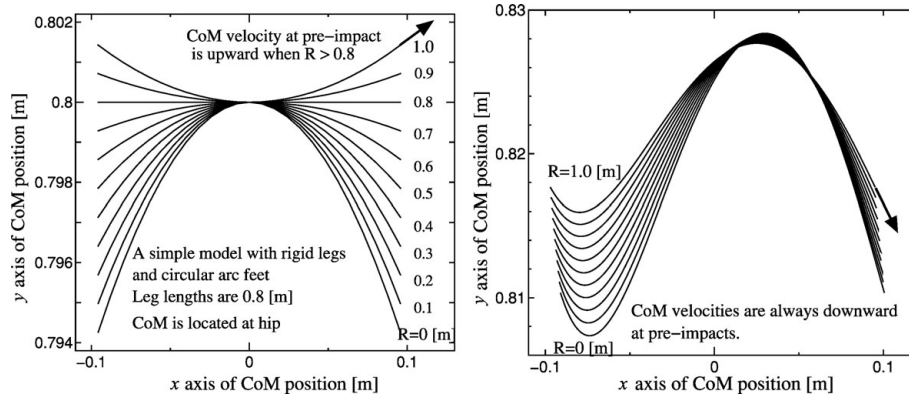 0.802
0.8
0.798
0.796
0.794
y axis of CoM position [m]
CoM velocity at pre-impact
is upward when R > 0.8
1.0
0.9
0.8
0.7
0.6
0.5
0.4
0.3
0.2
0.1
R=0 [m]
A simple model with rigid legs
and circular arc feet
Leg lengths are 0.8 [m]
CoM is located at hip
−0.1
0
0.1
x axis of CoM position [m]
0.83
0.82
0.81
y axis of CoM position [m]
R=1.0 [m]
R=0 [m]
CoM velocities are always downward
at pre-impacts.
−0.1
0
0.1
x axis of CoM position [m]